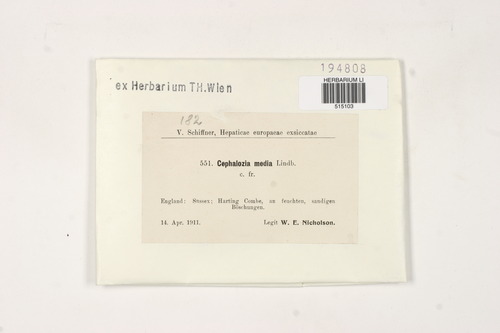 194808
HERBARIUM LI
515103
ex Herbarium TH.Wien
182
V. Schiffner, Hepaticae europaeae exsiccatae
551. Cephalozia media Lindb.
c. fr.
England: Sussex; Harting Combe, an feuchten, sandigen
Böschungen.
14. Apr. 1911. Legit W. E. Nicholson.